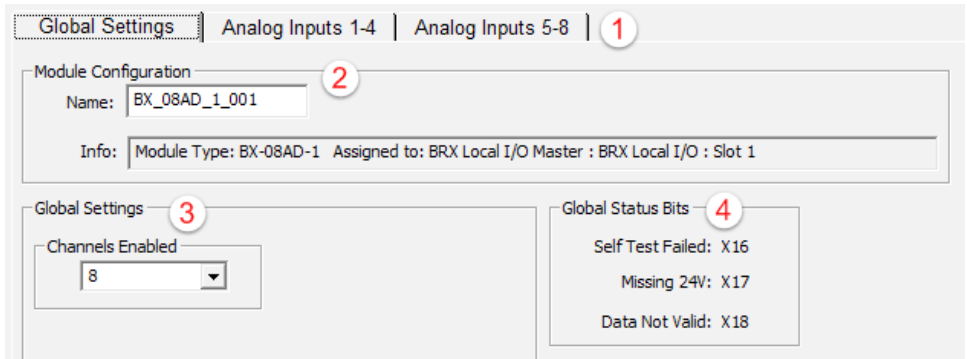 Global Settings Analog Inputs 1-4 Analog Inputs 5-8 1
Module Configuration 2
Name: BX_08AD_1_001
Info: Module Type: BX-08AD-1 Assigned to: BRX Local I/O Master : BRX Local I/O : Slot 1
Global Settings 3
Channels Enabled
8
Global Status Bits 4
Self Test Failed: X16
Missing 24V: X17
Data Not Valid: X18